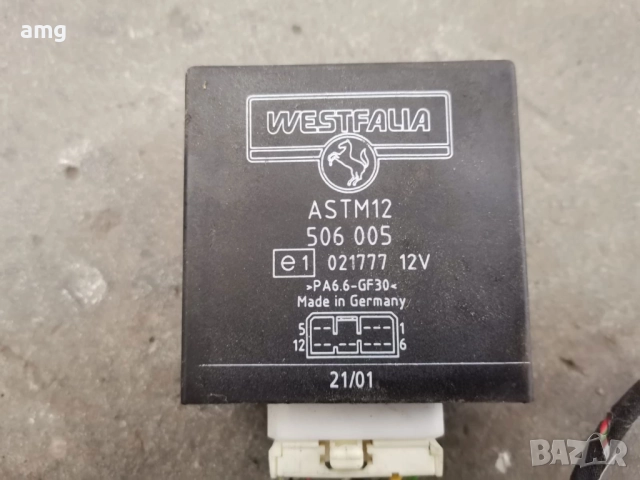 amg
WESTFALIA
ASTM12
506 005
e1 021777 12V
>PA6.6-GF30<
Made in Germany
5 1
12 6
21/01
BAZAR